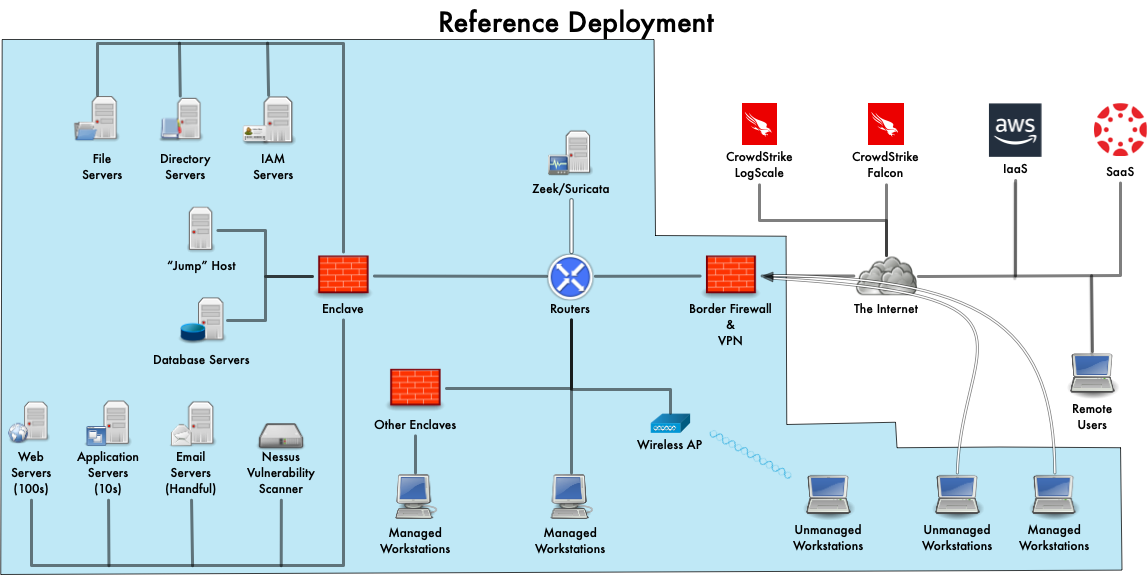 Reference Deployment
File
Servers
Directory
Servers
IAM
Servers
Zeek/Suricata
CrowdStrike
LogScale
CrowdStrike
Falcon
aws
IaaS
SaaS
“Jump” Host
Enclave
Routers
Border Firewall
&
VPN
The Internet
Database Servers
Remote
Users
Other Enclaves
Wireless AP
Web
Servers
(100s)
Application
Servers
(10s)
Email
Servers
(Handful)
Nessus
Vulnerability
Scanner
Managed
Workstations
Managed
Workstations
Unmanaged
Workstations
Unmanaged
Workstations
Managed
Workstations